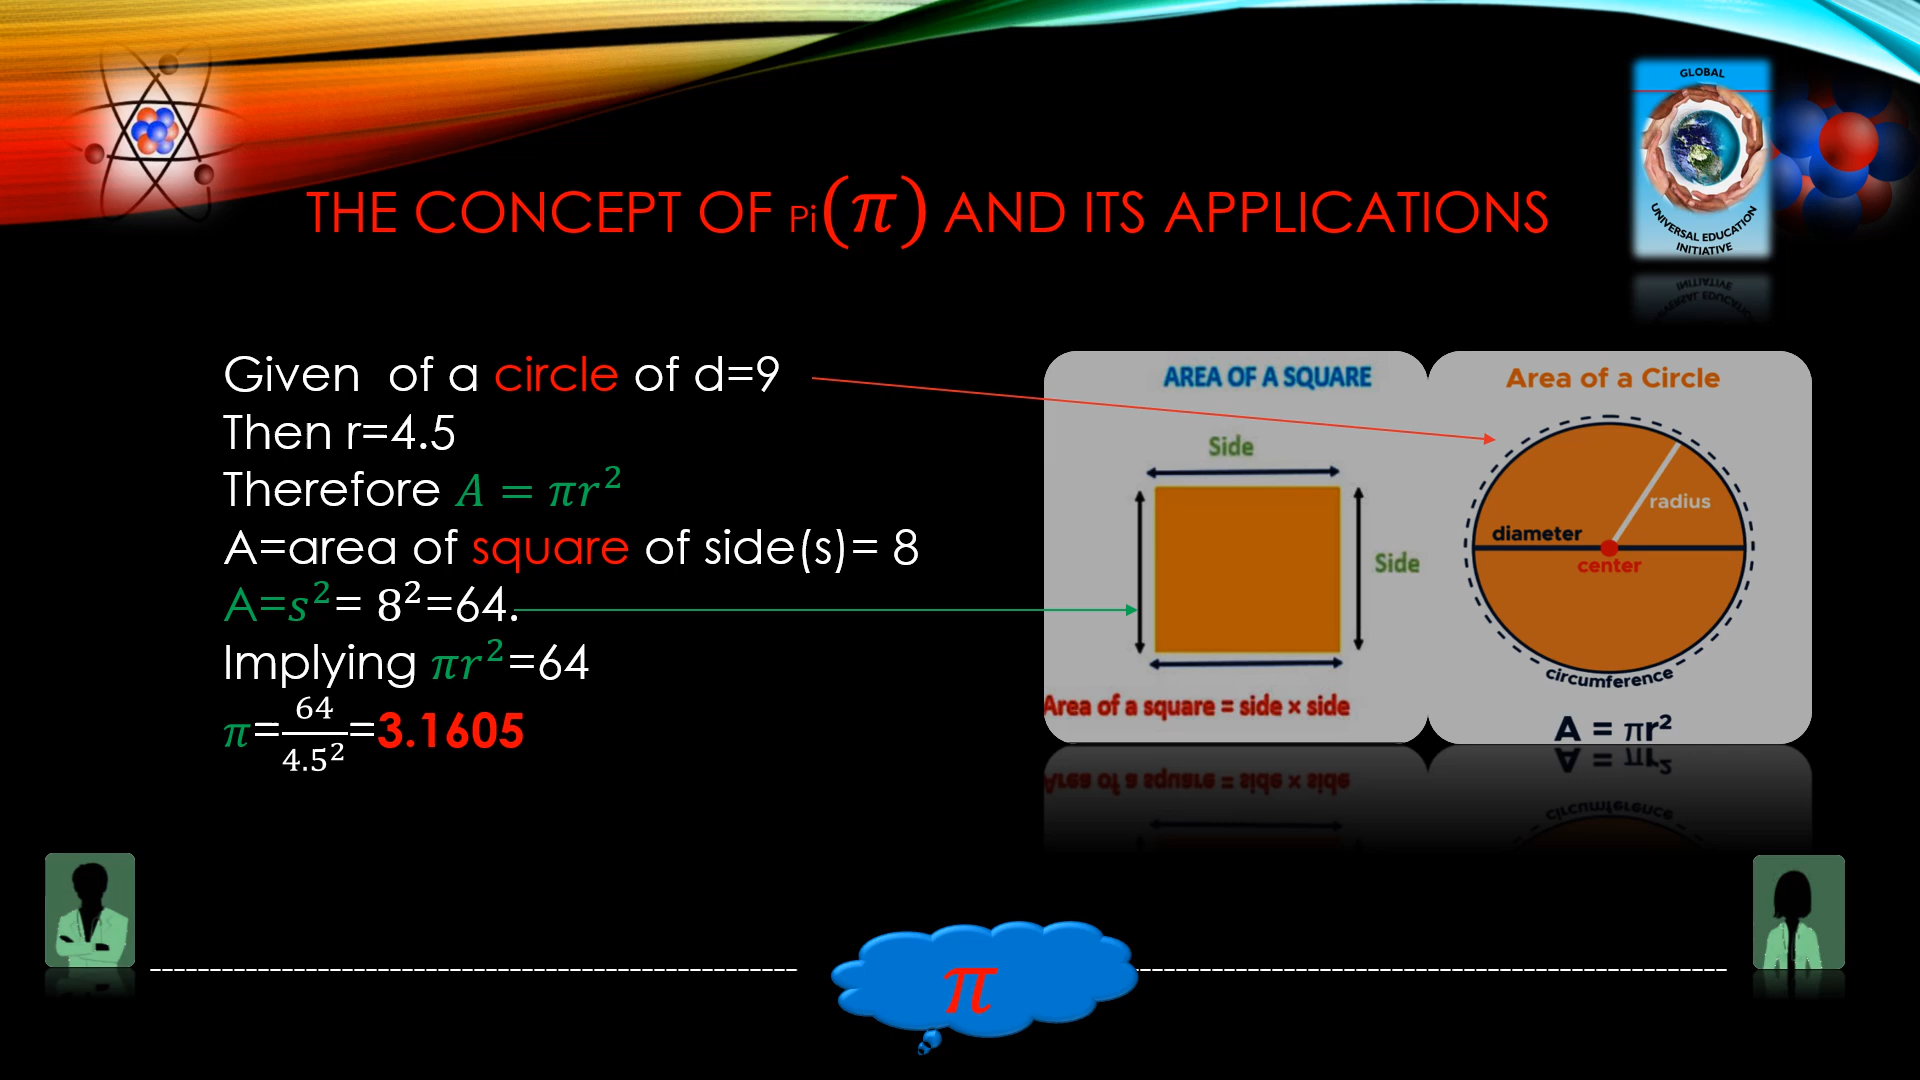 GLOBAL
UNIVERSAL EDUCATION
INITIATIVE
THE CONCEPT OF Pi(π) AND ITS APPLICATIONS
Given of a circle of d=9
Then r=4.5
Therefore A = πr²
A=area of square of side(s)= 8
A=s²= 8²=64.
Implying πr²=64
π=64/4.5²=3.1605
AREA OF A SQUARE
Side
Side
Area of a square = side × side
Area of a Circle
radius
diameter
center
circumference
A = πr²
π